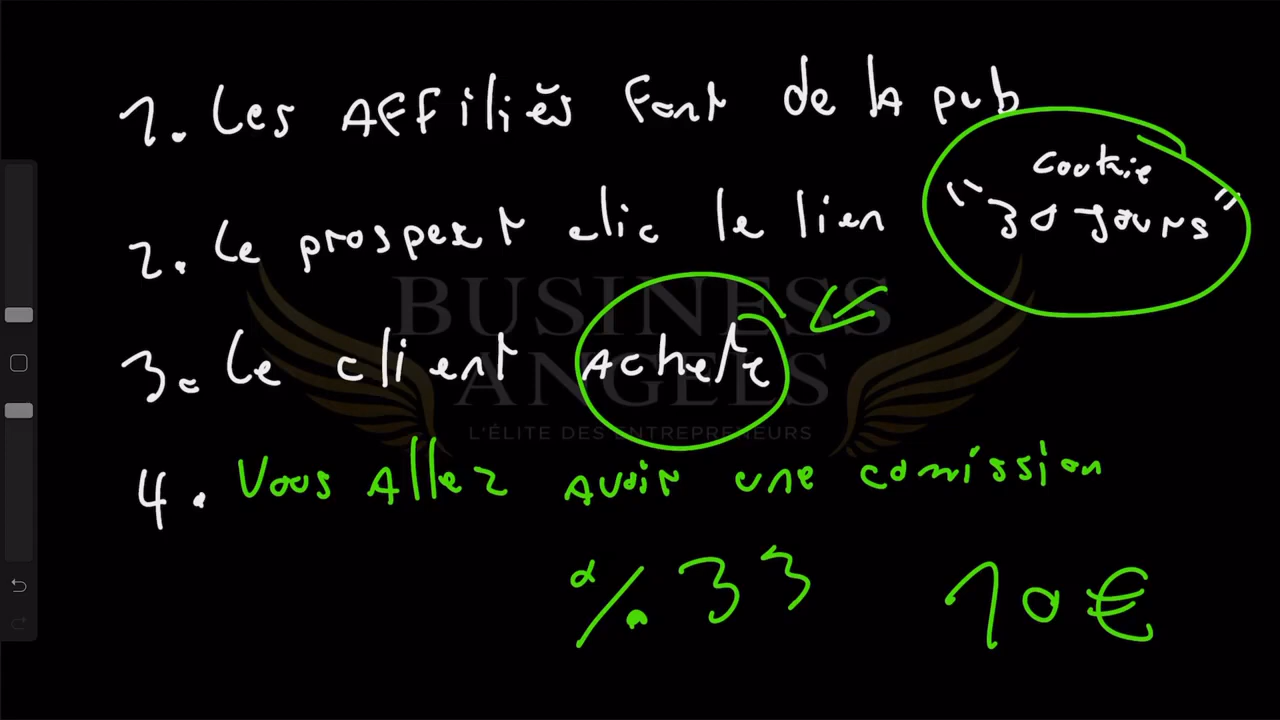 1. Les AFFiliés Font de la pub
cookie
"30 Jours"
2. Le prospect clic le lien
BUSINESS
3. Le client Achete
ANGELS
L'ÉLITE DES ENTREPRENEURS
4. Vous Allez avoir une comission
% 33 10€